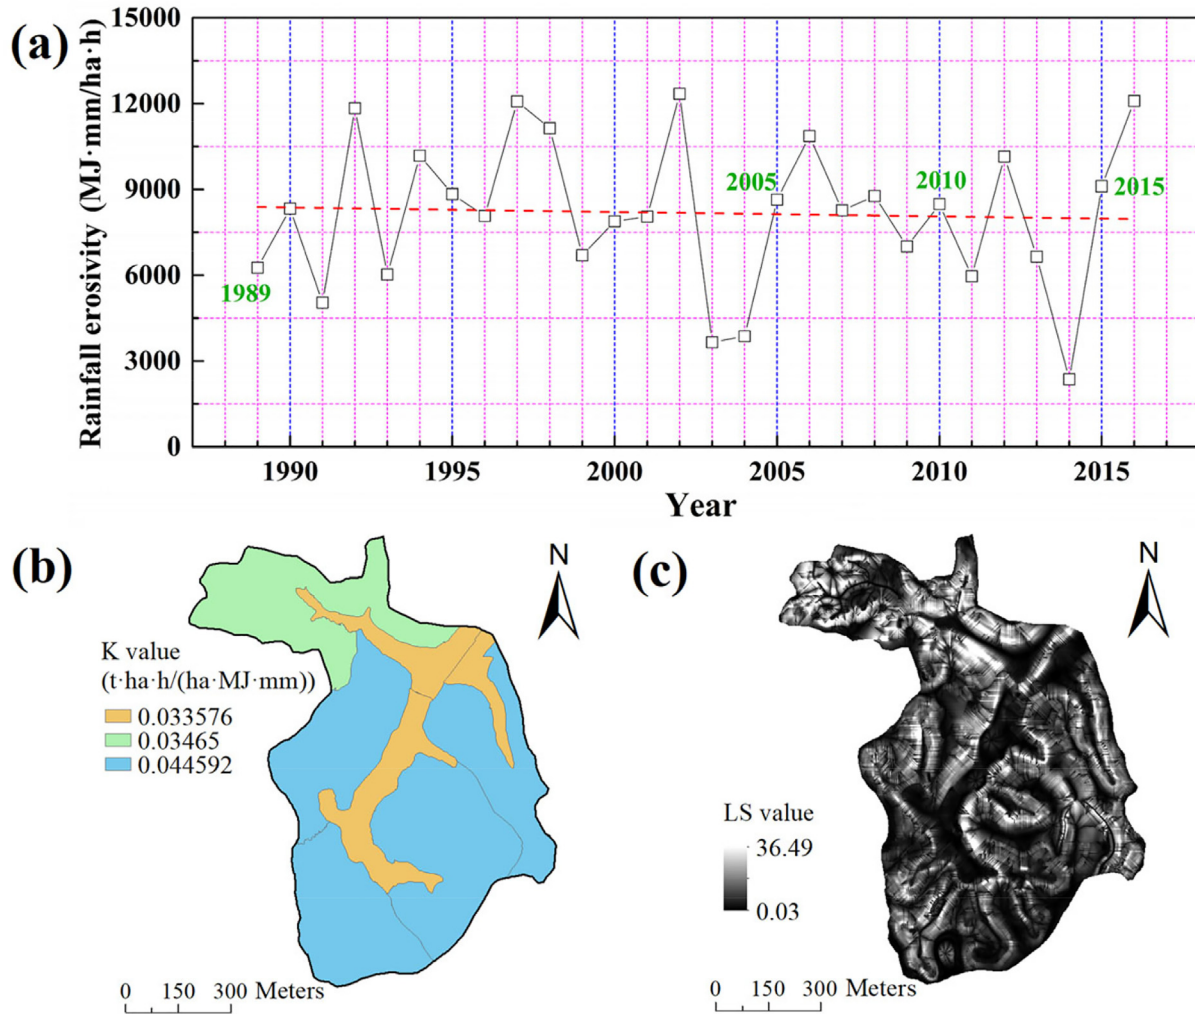 (a)
Rainfall erosivity (MJ·mm/ha·h)
15000
12000
9000
6000
3000
0
1989
2005
2010
2015
1990
1995
2000
2005
2010
2015
Year
(b)
N
K value
(t·ha·h/(ha·MJ·mm))
0.033576
0.03465
0.044592
0 150 300 Meters
(c)
N
LS value
36.49
0.03
0 150 300 Meters